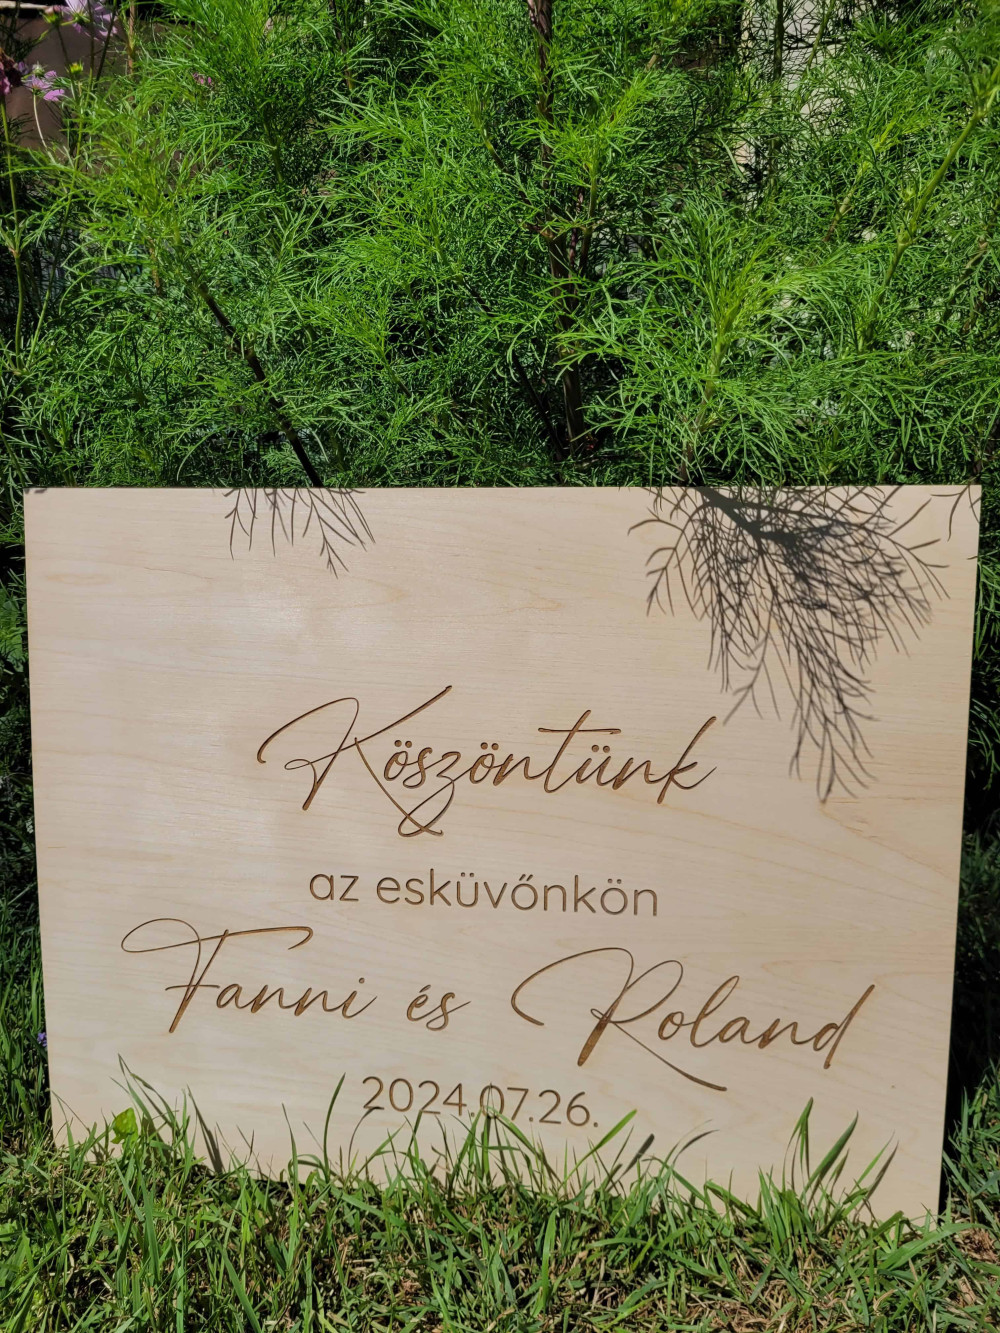 Köszöntünk
az esküvőnkön
Fanni és Roland
2024.07.26.